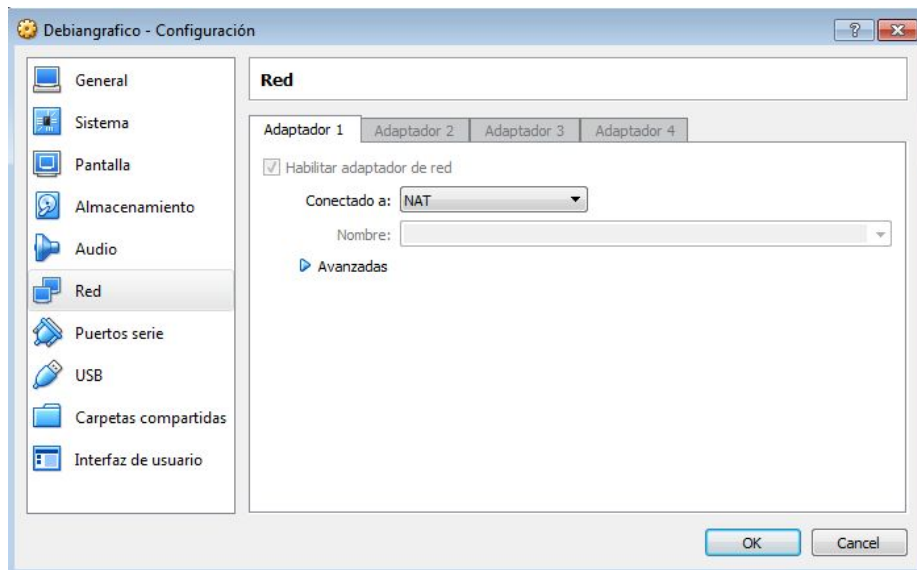 Debiangrafico - Configuración
General
Sistema
Pantalla
Almacenamiento
Audio
Red
Puertos serie
USB
Carpetas compartidas
Interfaz de usuario
Red
Adaptador 1 Adaptador 2 Adaptador 3 Adaptador 4
Habilitar adaptador de red
Conectado a: NAT
Nombre:
Avanzadas
OK Cancel